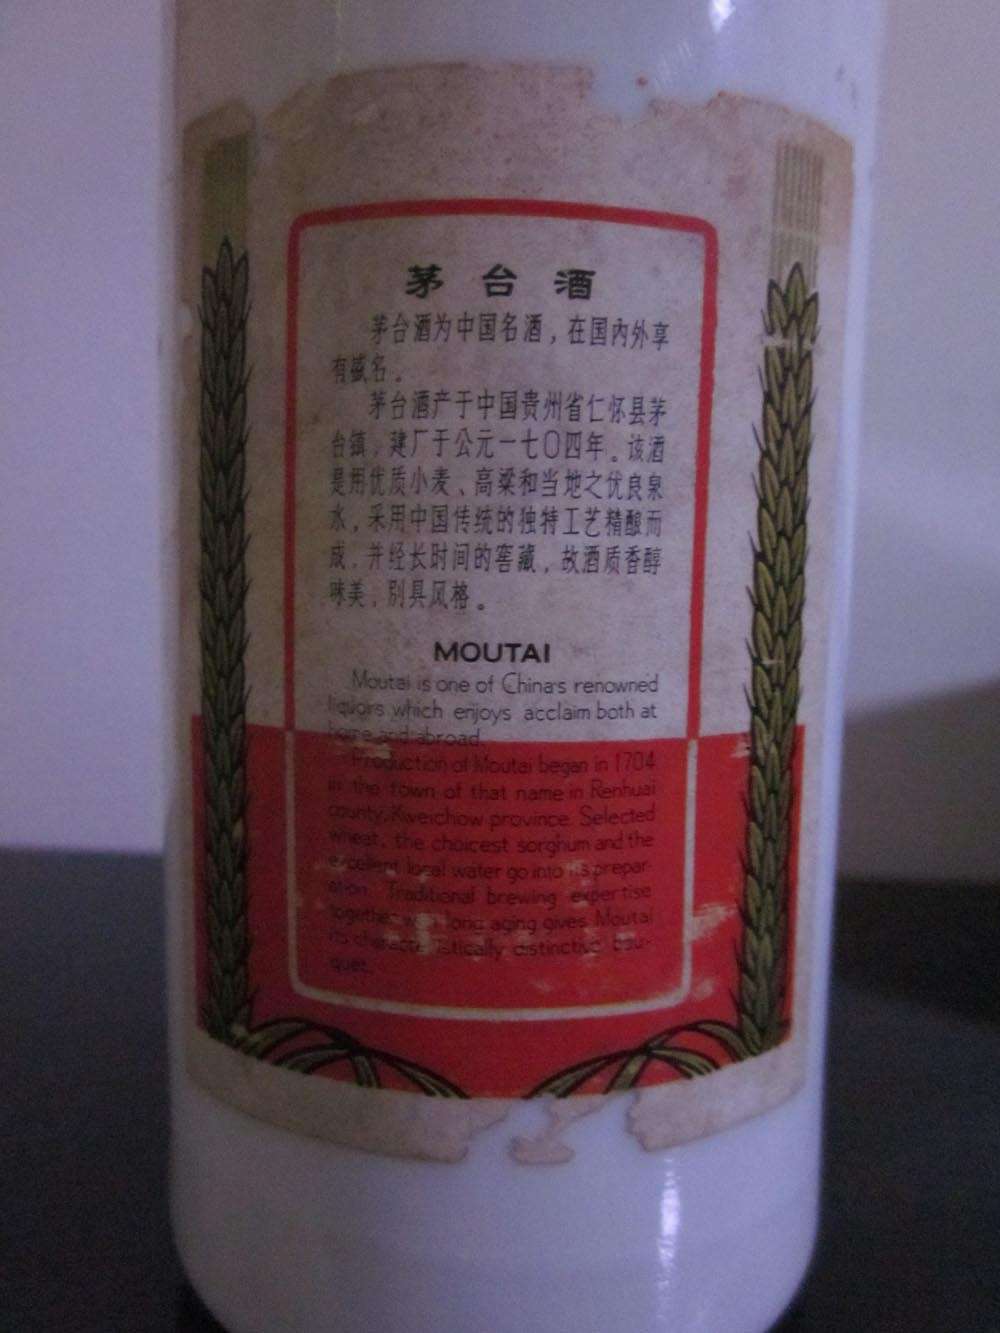 茅台酒
茅台酒为中国名酒，在国内外享
有盛名。
茅台酒产于中国贵州省仁怀县茅
台镇，建厂于公元一七〇四年。该酒
是用优质小麦、高粱和当地之优良泉
水，采用中国传统的独特工艺精酿而
成，并经长时间的窖藏，故酒质香醇
味美，别具风格。
MOUTAI
Moutai is one of China's renowned
liquors which enjoys acclaim both at
home and abroad.
Production of Moutai began in 1704
in the town of that name in Renhuai
county, Kweichow province. Selected
wheat, the choicest sorghum and the
excellent local water go into its prepar-
ation. Traditional brewing expertise
together with long aging gives Moutai
its characteristically distinctive bou-
quet.